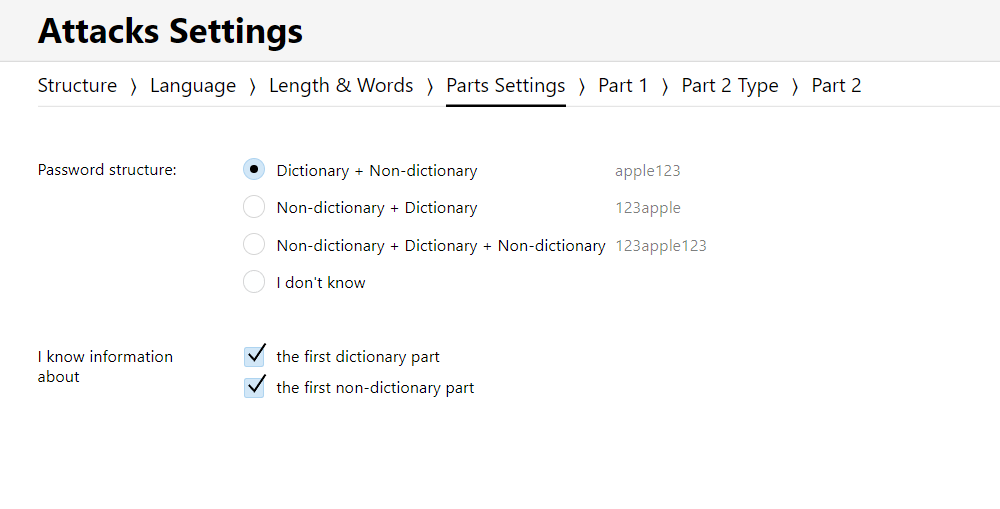 Attacks Settings
Structure 〉 Language 〉 Length & Words 〉 Parts Settings 〉 Part 1 〉 Part 2 Type 〉 Part 2
Password structure:
Dictionary + Non-dictionary apple123
Non-dictionary + Dictionary 123apple
Non-dictionary + Dictionary + Non-dictionary 123apple123
I don't know
I know information
about
the first dictionary part
the first non-dictionary part